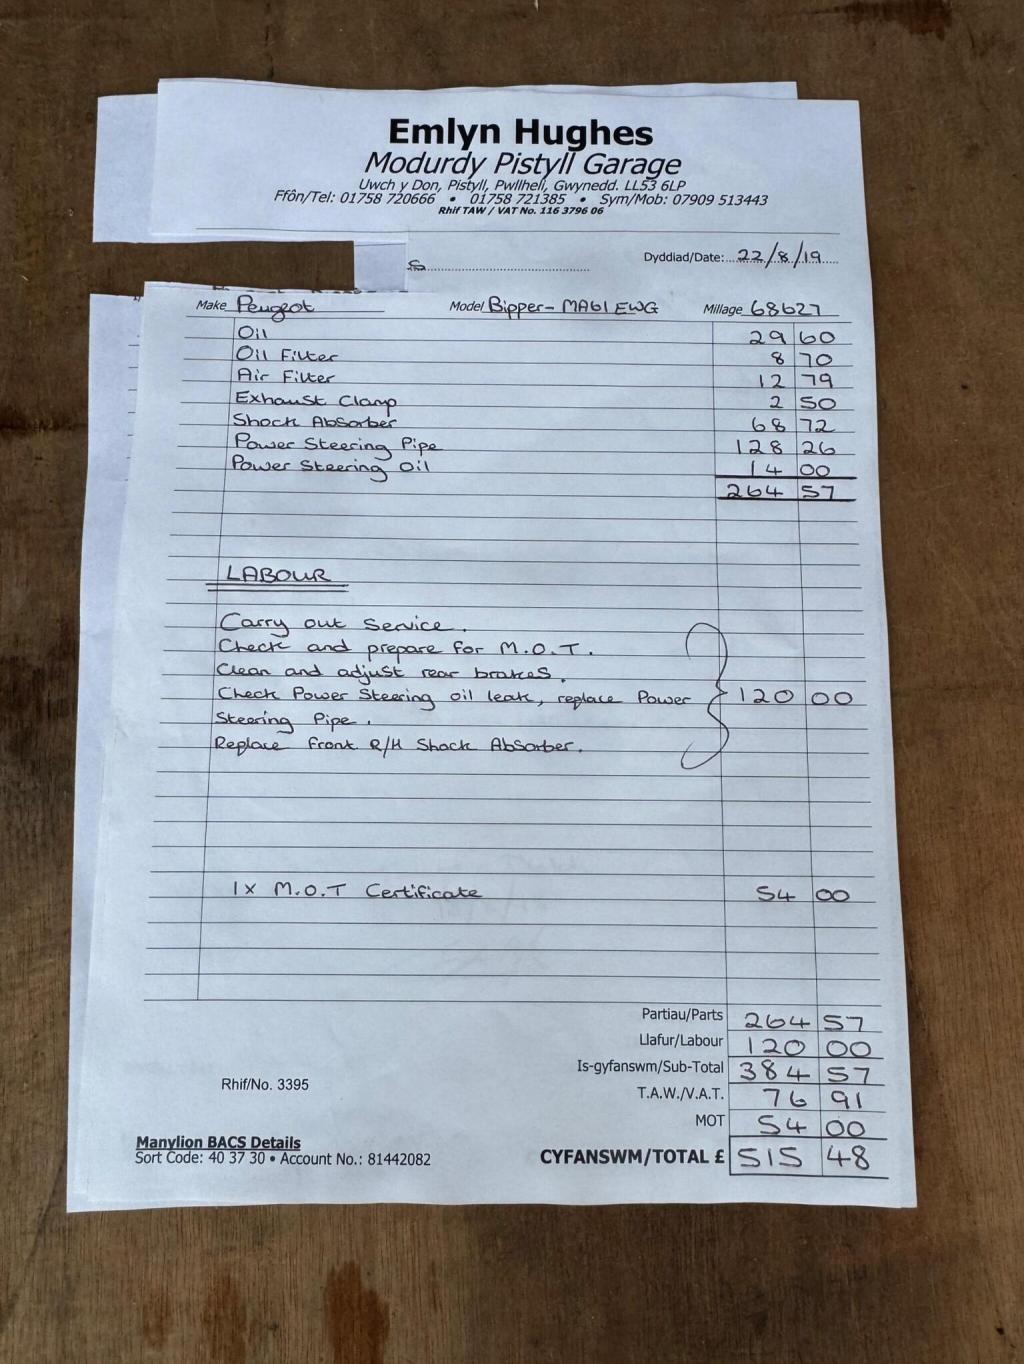 Emlyn Hughes
Modurdy Pistyll Garage
Uwch y Don, Pistyll, Pwllheli, Gwynedd. LL53 6LP
Ffôn/Tel: 01758 720666 • 01758 721385 • Sym/Mob: 07909 513443
Rhif TAW / VAT No. 116 3796 06
Dyddiad/Date: 22/8/19
Make Peugeot Model Bipper - MA61 EWG Millage 68627
Oil 29 60
Oil Filter 8 70
Air Filter 12 79
Exhaust Clamp 2 50
Shock Absorber 68 72
Power Steering Pipe 128 26
Power Steering Oil 14 00
264 57
LABOUR
Carry out Service.
Check and prepare for M.O.T.
Clean and adjust rear brakes.
Check Power Steering oil leak, replace Power 120 00
Steering Pipe.
Replace front R/H Shock Absorber.
1x M.O.T Certificate 54 00
Partiau/Parts 264 57
Llafur/Labour 120 00
Is-gyfanswm/Sub-Total 384 57
Rhif/No. 3395
T.A.W./V.A.T. 76 91
MOT 54 00
Manylion BACS Details
Sort Code: 40 37 30 • Account No.: 81442082
CYFANSWM/TOTAL £ 515 48